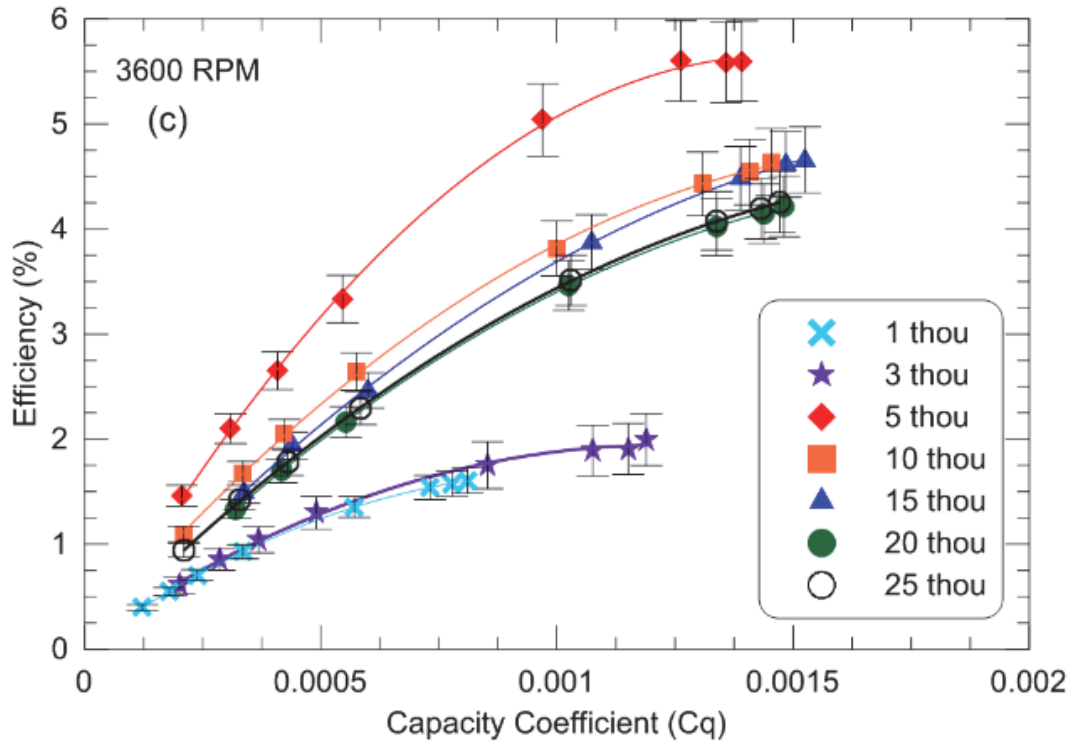 6
5
4
3
2
1
0
Efficiency (%)
3600 RPM
(c)
1 thou
3 thou
5 thou
10 thou
15 thou
20 thou
25 thou
0 0.0005 0.001 0.0015 0.002
Capacity Coefficient (Cq)